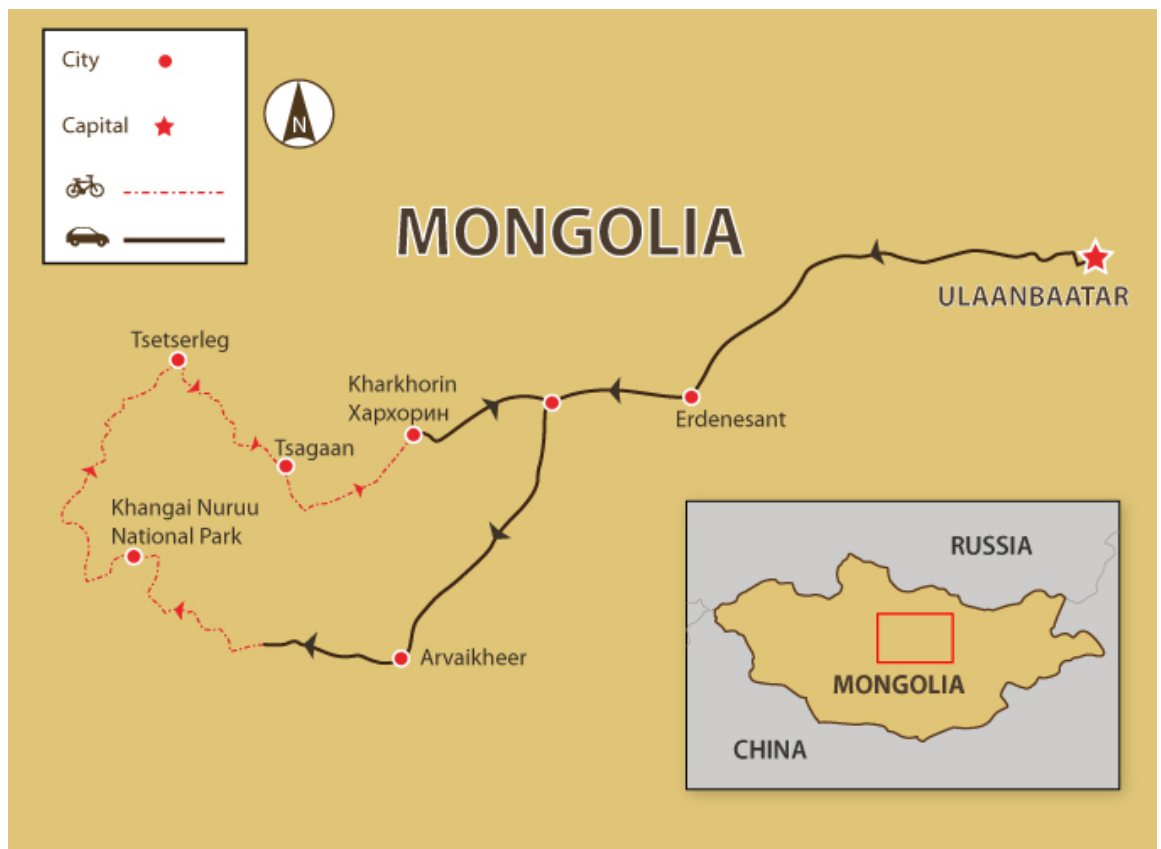 City
Capital
N
MONGOLIA
ULAANBAATAR
Tsetserleg
Kharkhorin
Хархорин
Erdenesant
Tsagaan
Khangai Nuruu
National Park
Arvaikheer
RUSSIA
MONGOLIA
CHINA